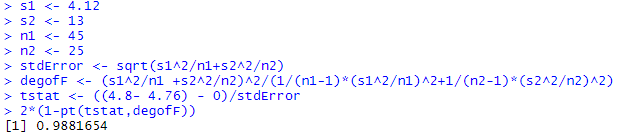 > s1 <- 4.12
> s2 <- 13
> n1 <- 45
> n2 <- 25
> stdError <- sqrt(s1^2/n1+s2^2/n2)
> degofF <- (s1^2/n1 +s2^2/n2)^2/(1/(n1-1)*(s1^2/n1)^2+1/(n2-1)*(s2^2/n2)^2)
> tstat <- ((4.8- 4.76) - 0)/stdError
> 2*(1-pt(tstat,degofF))
[1] 0.9881654